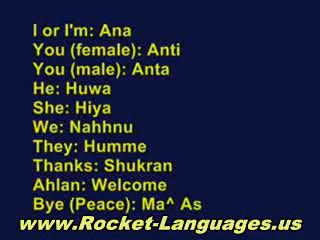 I or I'm: Ana
You (female): Anti
You (male): Anta
He: Huwa
She: Hiya
We: Nahhnu
They: Humme
Thanks: Shukran
Ahlan: Welcome
Bye (Peace): Ma^ As
www.Rocket-Languages.us